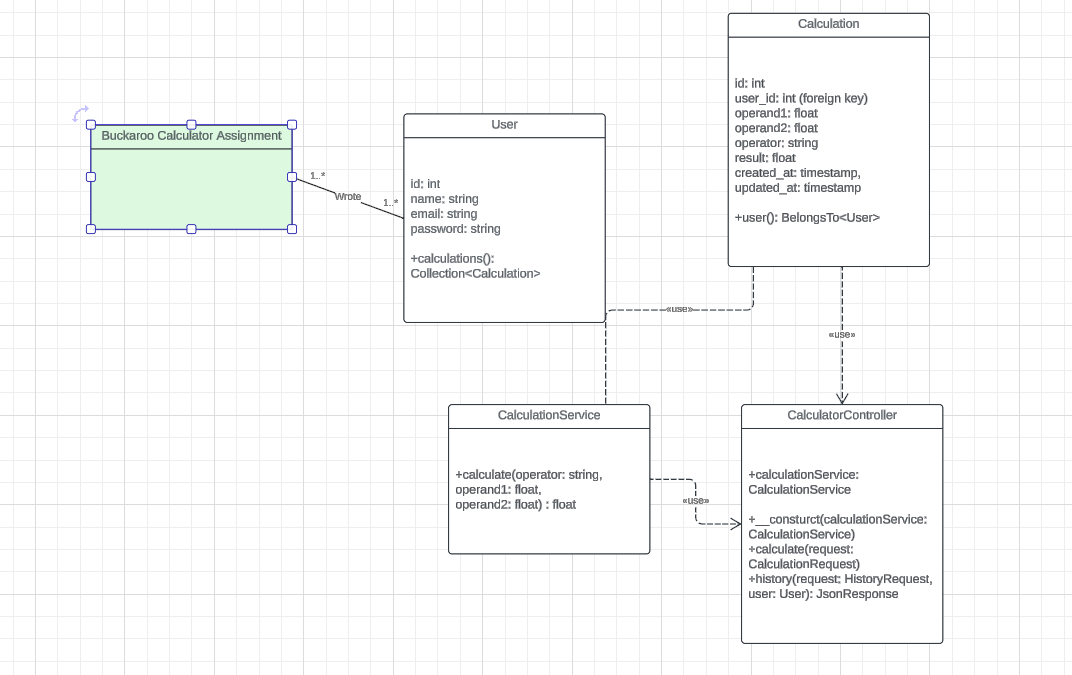 Calculation
id: int
user_id: int (foreign key)
operand1: float
operand2: float
operator: string
result: float
created_at: timestamp,
updated_at: timestamp
+user(): BelongsTo<User>
Buckaroo Calculator Assignment
1..*
Wrote
1..*
User
id: int
name: string
email: string
password: string
+calculations():
Collection<Calculation>
«use»
«use»
CalculationService
+calculate(operator: string,
operand1: float,
operand2: float) : float
«use»
CalculatorController
+calculationService:
CalculationService
+__consturct(calculationService:
CalculationService)
+calculate(request:
CalculationRequest)
+history(request: HistoryRequest,
user: User): JsonResponse